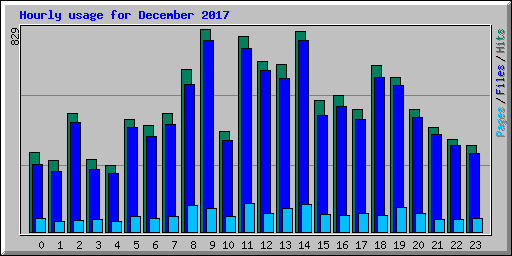 Hourly usage for December 2017
829
Pages / Files / Hits
0 1 2 3 4 5 6 7 8 9 10 11 12 13 14 15 16 17 18 19 20 21 22 23